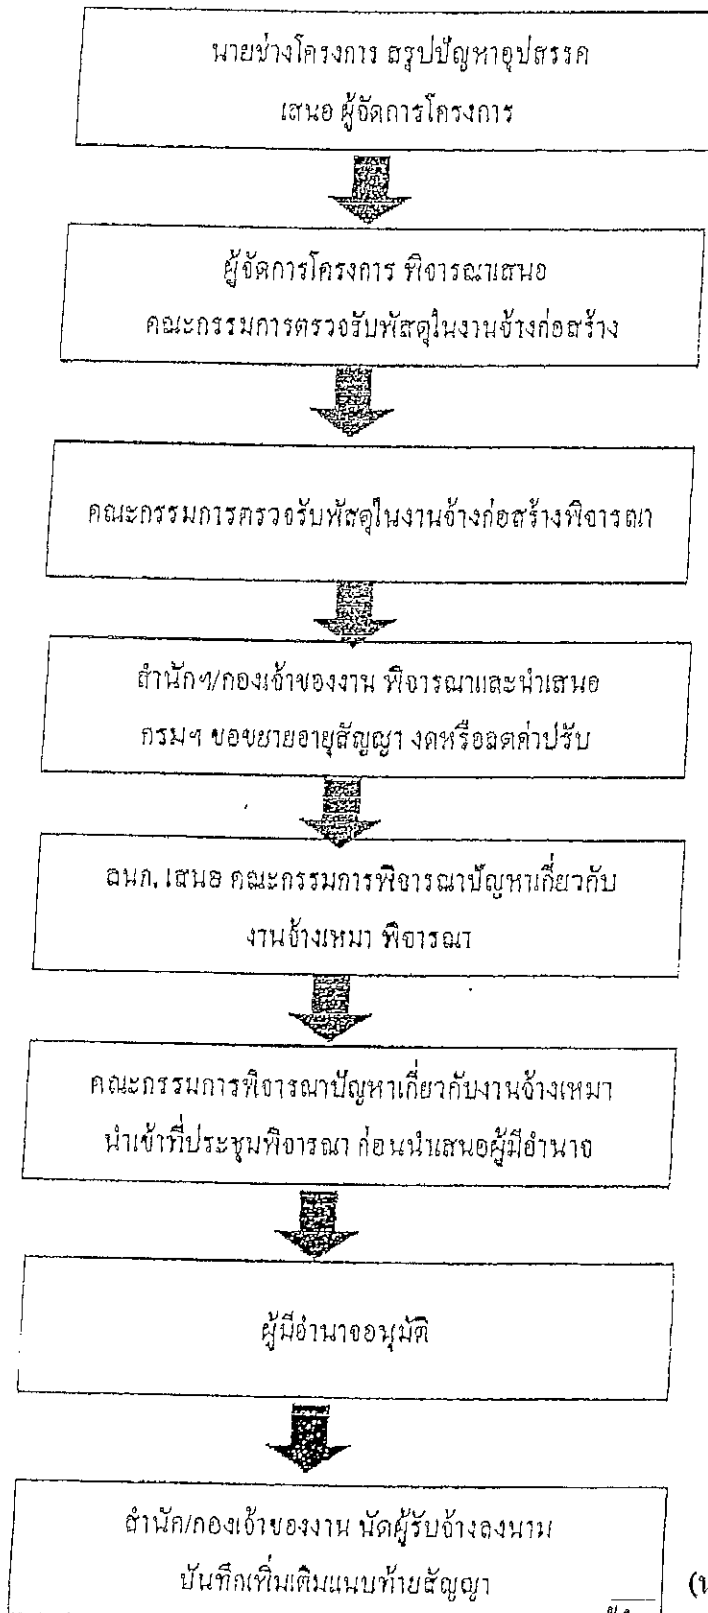 นายช่างโครงการ สรุปปัญหาอุปสรรค
เสนอ ผู้จัดการโครงการ
ผู้จัดการโครงการ พิจารณาเสนอ
คณะกรรมการตรวจรับพัสดุในงานจ้างก่อสร้าง
คณะกรรมการตรวจรับพัสดุในงานจ้างก่อสร้างพิจารณา
สำนักฯ/กองเจ้าของงาน พิจารณาและนำเสนอ
กรมฯ ขอขยายอายุสัญญา งดหรือลดค่าปรับ
เสนอ คณะกรรมการพิจารณาปัญหาเกี่ยวกับ
งานจ้างเหมา พิจารณา
คณะกรรมการพิจารณาปัญหาเกี่ยวกับงานจ้างเหมา
นำเข้าที่ประชุมพิจารณา ก่อนนำเสนอผู้มีอำนาจ
ผู้มีอำนาจอนุมัติ
สำนัก/กองเจ้าของงาน นัดผู้รับจ้างลงนาม
บันทึกเพิ่มเติมแนบท้ายสัญญา